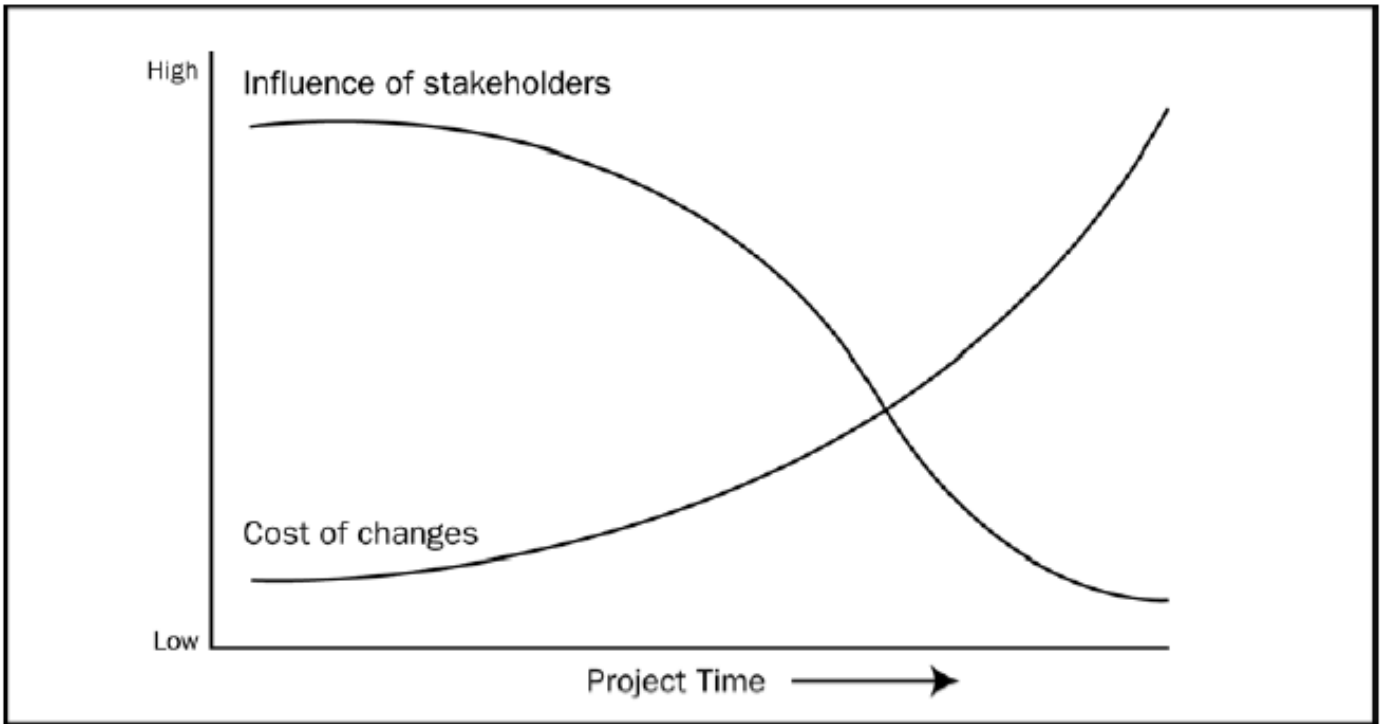 High
Influence of stakeholders
Cost of changes
Low
Project Time